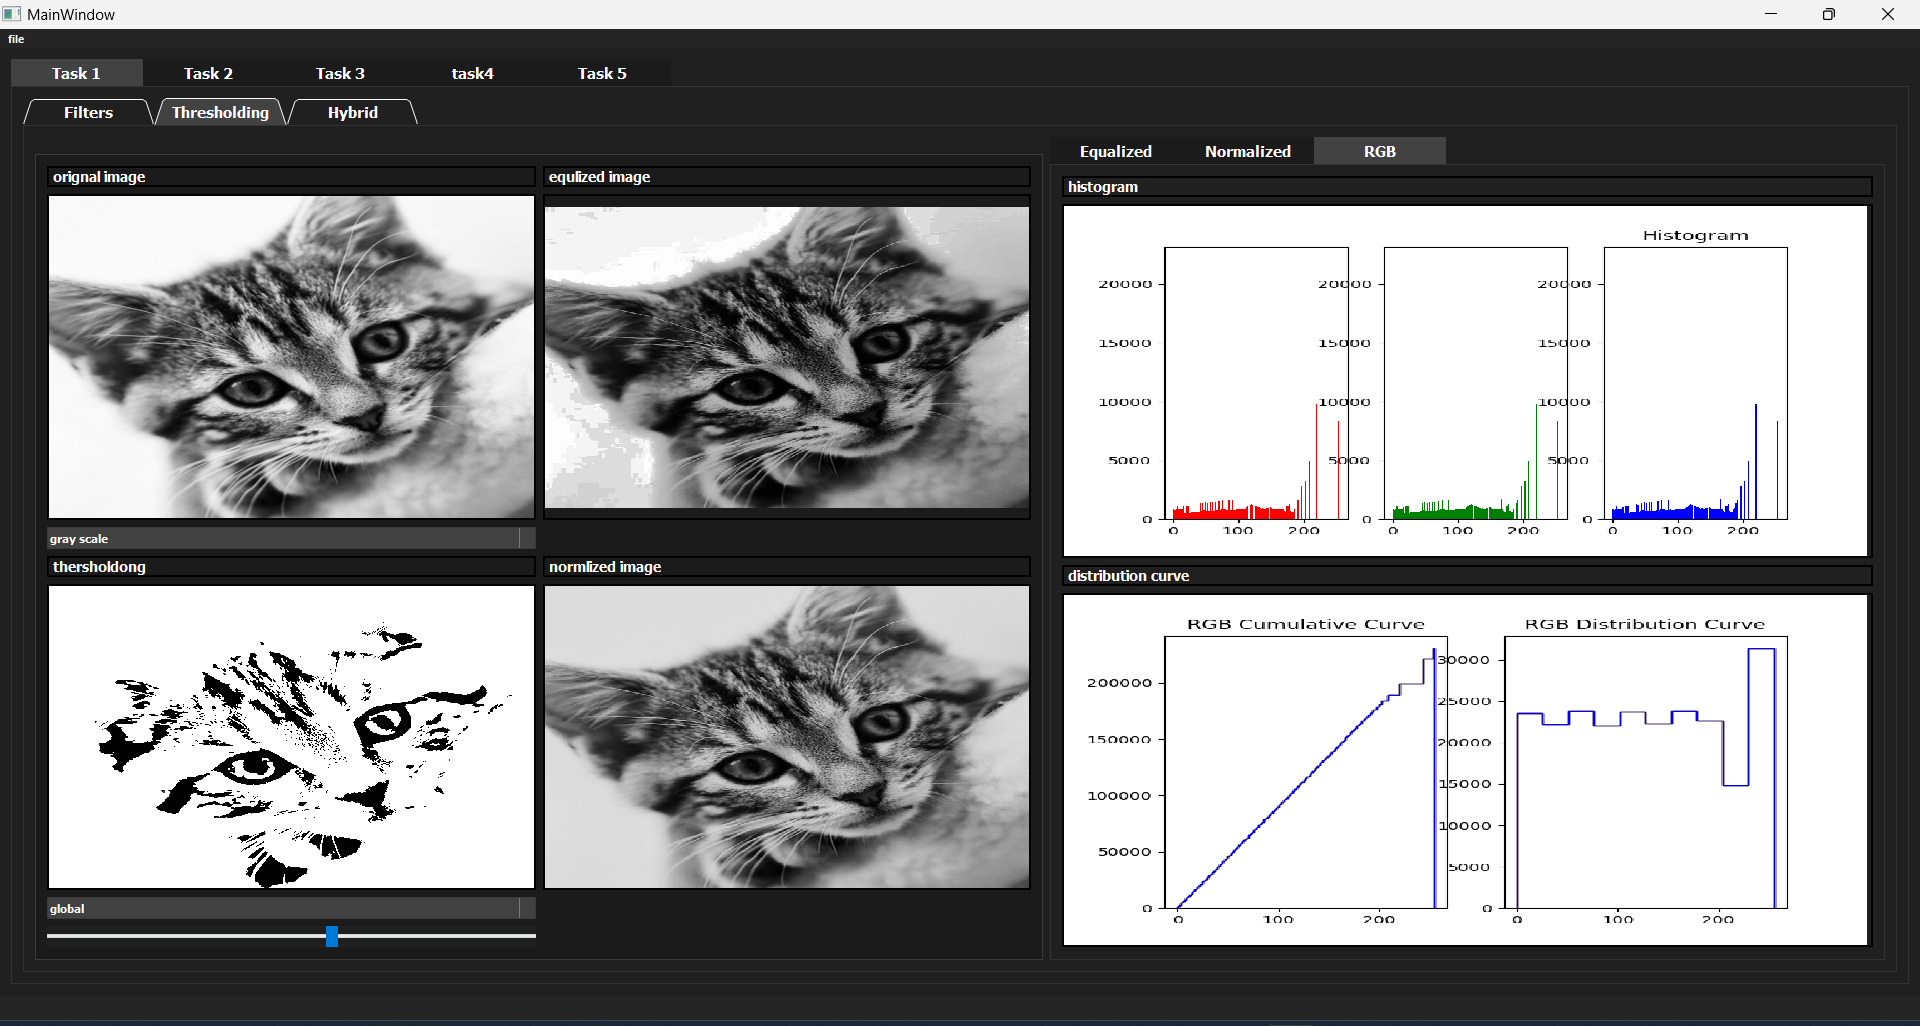 MainWindow
file
Task 1 Task 2 Task 3 task4 Task 5
Filters Thresholding Hybrid
orignal image
equlized image
gray scale
thersholdong
normlized image
global
Equalized Normalized RGB
histogram
Histogram
20000
15000
10000
5000
0
0 100 200
20000
15000
10000
5000
0
0 100 200
20000
15000
10000
5000
0
0 100 200
distribution curve
RGB Cumulative Curve
200000
150000
100000
50000
0
0 100 200
RGB Distribution Curve
30000
25000
20000
15000
10000
5000
0
0 100 200